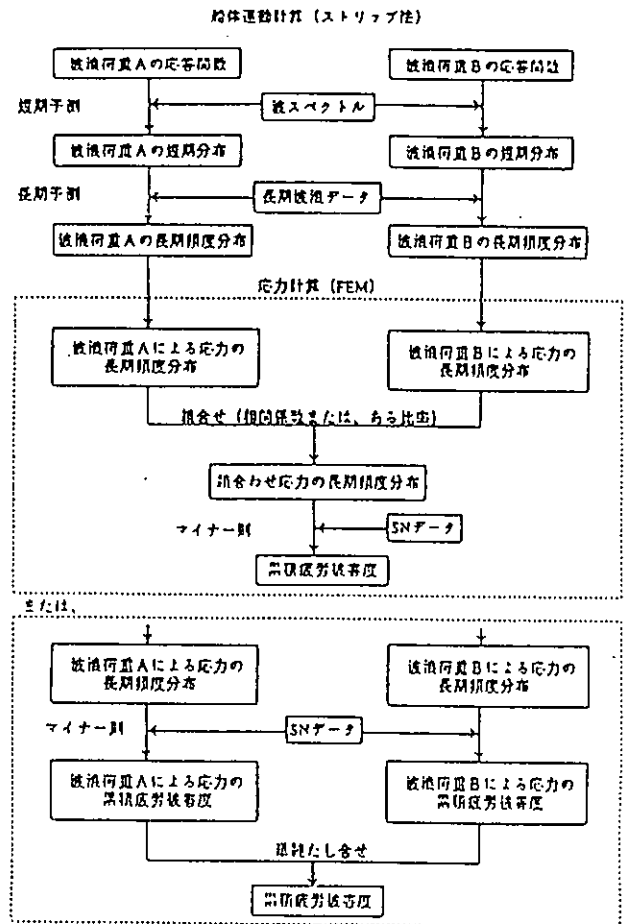 船体運動計算（ストリップ法）
波浪荷重Aの応答関数
波浪荷重Bの応答関数
短期予測
波スペクトル
波浪荷重Aの短期分布
波浪荷重Bの短期分布
長期予測
長期波浪データ
波浪荷重Aの長期頻度分布
波浪荷重Bの長期頻度分布
応力計算（FEM）
波浪荷重Aによる応力の
長期頻度分布
波浪荷重Bによる応力の
長期頻度分布
組合せ（相関係数または、ある比率）
組合わせ応力の長期頻度分布
マイナー則
SNデータ
累積疲労被害度
または、
波浪荷重Aによる応力の
長期頻度分布
波浪荷重Bによる応力の
長期頻度分布
マイナー則
SNデータ
波浪荷重Aによる応力の
累積疲労被害度
波浪荷重Bによる応力の
累積疲労被害度
単純たし合せ
累積疲労被害度